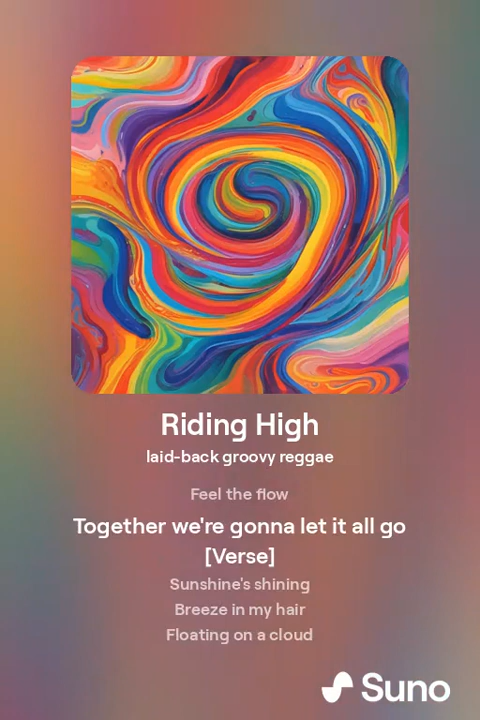 Riding High
laid-back groovy reggae
Feel the flow
Together we're gonna let it all go
[Verse]
Sunshine's shining
Breeze in my hair
Floating on a cloud
Suno